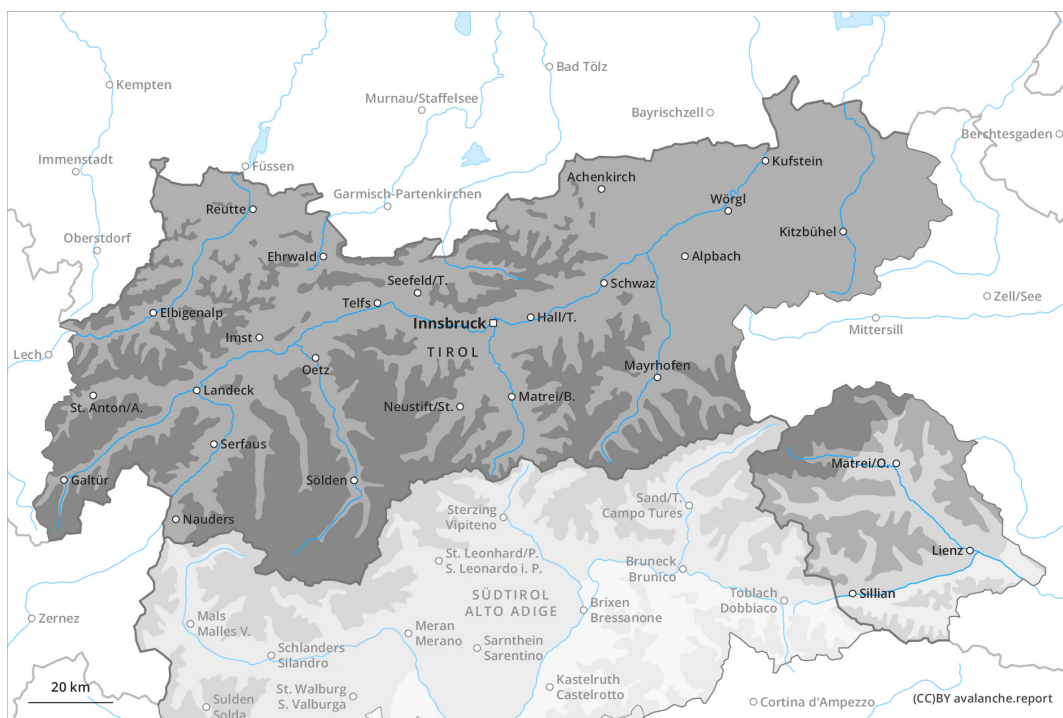 Kempten
Bad Tölz
Murnau/Staffelsee
Bayrischzell
Berchtesgaden
Immenstadt
Füssen
Kufstein
Achenkirch
Garmisch-Partenkirchen
Wörgl
Reutte
Kitzbühel
Oberstdorf
Ehrwald
Alpbach
Seefeld/T.
Schwaz
Zell/See
Telfs
Elbigenalp
Hall/T.
Innsbruck
Mittersill
Imst
Lech
TIROL
Oetz
Mayrhofen
Landeck
Matrei/B.
St. Anton/A.
Neustift/St.
Serfaus
Matrei/O.
Galtür
Sölden
Sand/T.
Campo Tures
Sterzing
Vipiteno
Nauders
Lienz
St. Leonhard/P.
S. Leonardo i. P.
Bruneck
Brunico
Sillian
SÜDTIROL
ALTO ADIGE
Toblach
Dobbiaco
Brixen
Bressanone
Zernez
Mals
Malles V.
Meran
Merano
Sarnthein
Sarentino
Schlanders
Silandro
20 km
St. Walburg
S. Valburga
Kastelruth
Castelrotto
Sulden
Solda
Cortina d'Ampezzo
(CC)BY avalanche.report